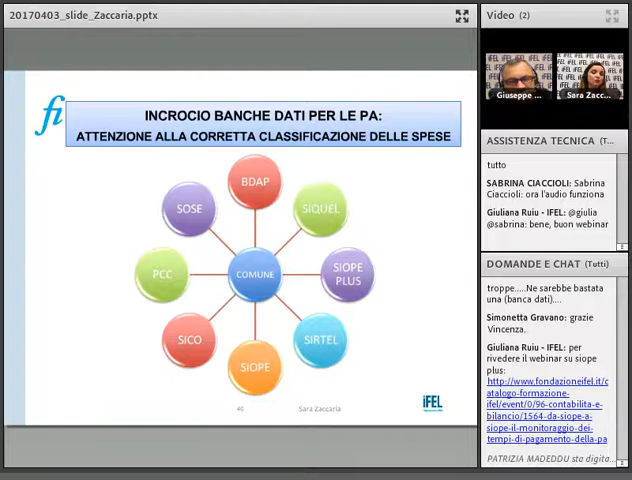 20170403_slide_Zaccaria.pptx
INCROCIO BANCHE DATI PER LE PA:
ATTENZIONE ALLA CORRETTA CLASSIFICAZIONE DELLE SPESE
BDAP
SOSE
SIQUEL
PCC
COMUNE
SIOPE
PLUS
SICO
SIRTEL
SIOPE
40
Sara Zaccaria
iFEL
Video (2)
Giuseppe ...
Sara Zacc...
ASSISTENZA TECNICA (T...
tutto
SABRINA CIACCIOLI: Sabrina
Ciaccioli: ora l'audio funziona
Giuliana Ruiu - IFEL: @giulia
@sabrina: bene, buon webinar
DOMANDE E CHAT (Tutti)
troppe.....Ne sarebbe bastata
una (banca dati)....
Simonetta Gravano: grazie
Vincenza.
Giuliana Ruiu - IFEL: per
rivedere il webinar su siope
plus:
http://www.fondazioneifel.it/c
atalogo-formazione-
ifel/event/0/96-contabilita-e-
bilancio/1564-da-siope-a-
siope-il-monitoraggio-dei-
tempi-di-pagamento-della-pa
PATRIZIA MADEDDU sta digita...